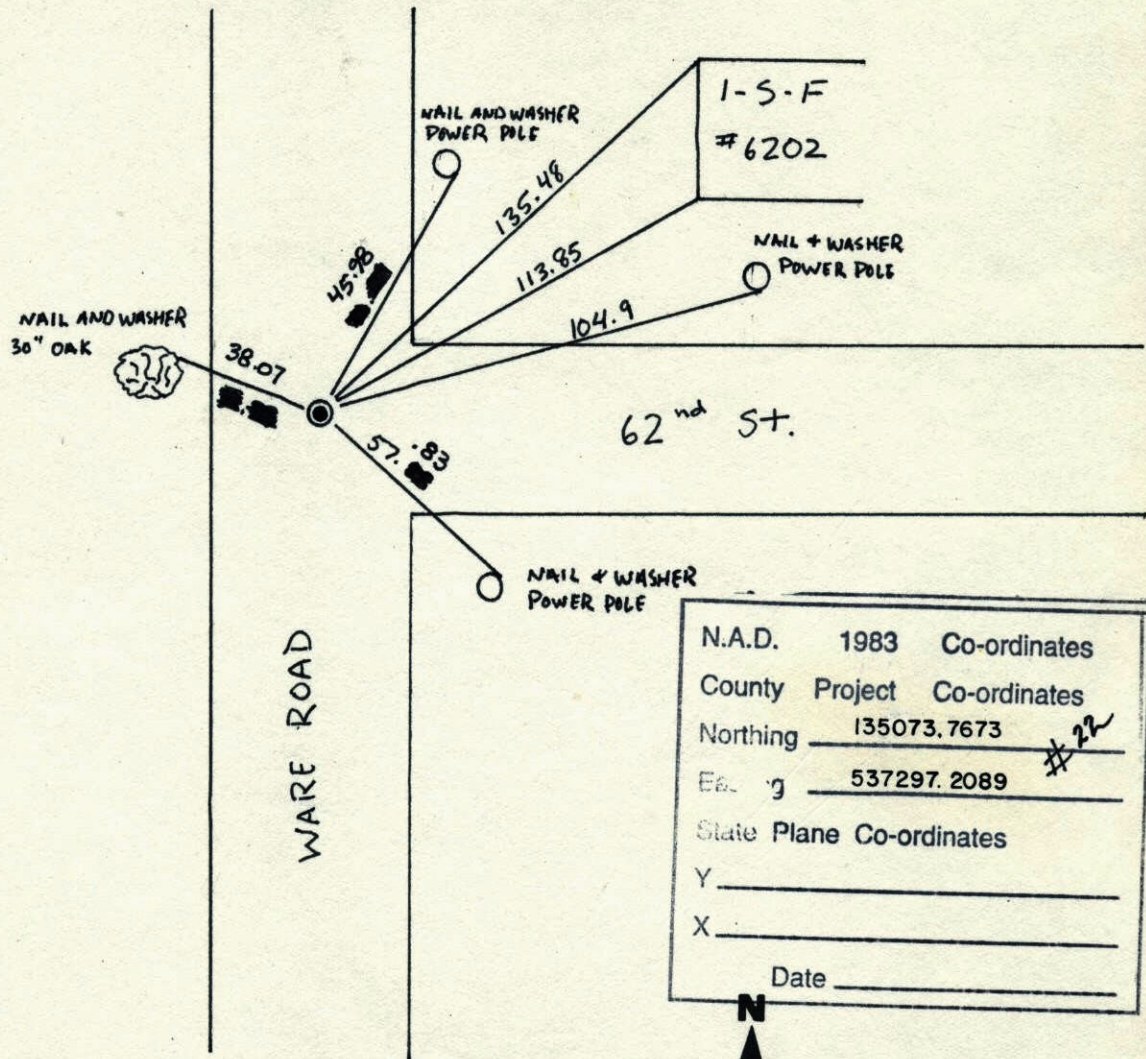 NAIL AND WASHER
POWER POLE
1-S-F
#6202
135.48
45.98
113.85
NAIL + WASHER
POWER POLE
104.9
NAIL AND WASHER
30" OAK
38.07
62nd St.
57.83
NAIL & WASHER
POWER POLE
WARE ROAD
N.A.D. 1983 Co-ordinates
County Project Co-ordinates
Northing 135073.7673
#22
537297.2089
State Plane Co-ordinates
Y
X
Date
N